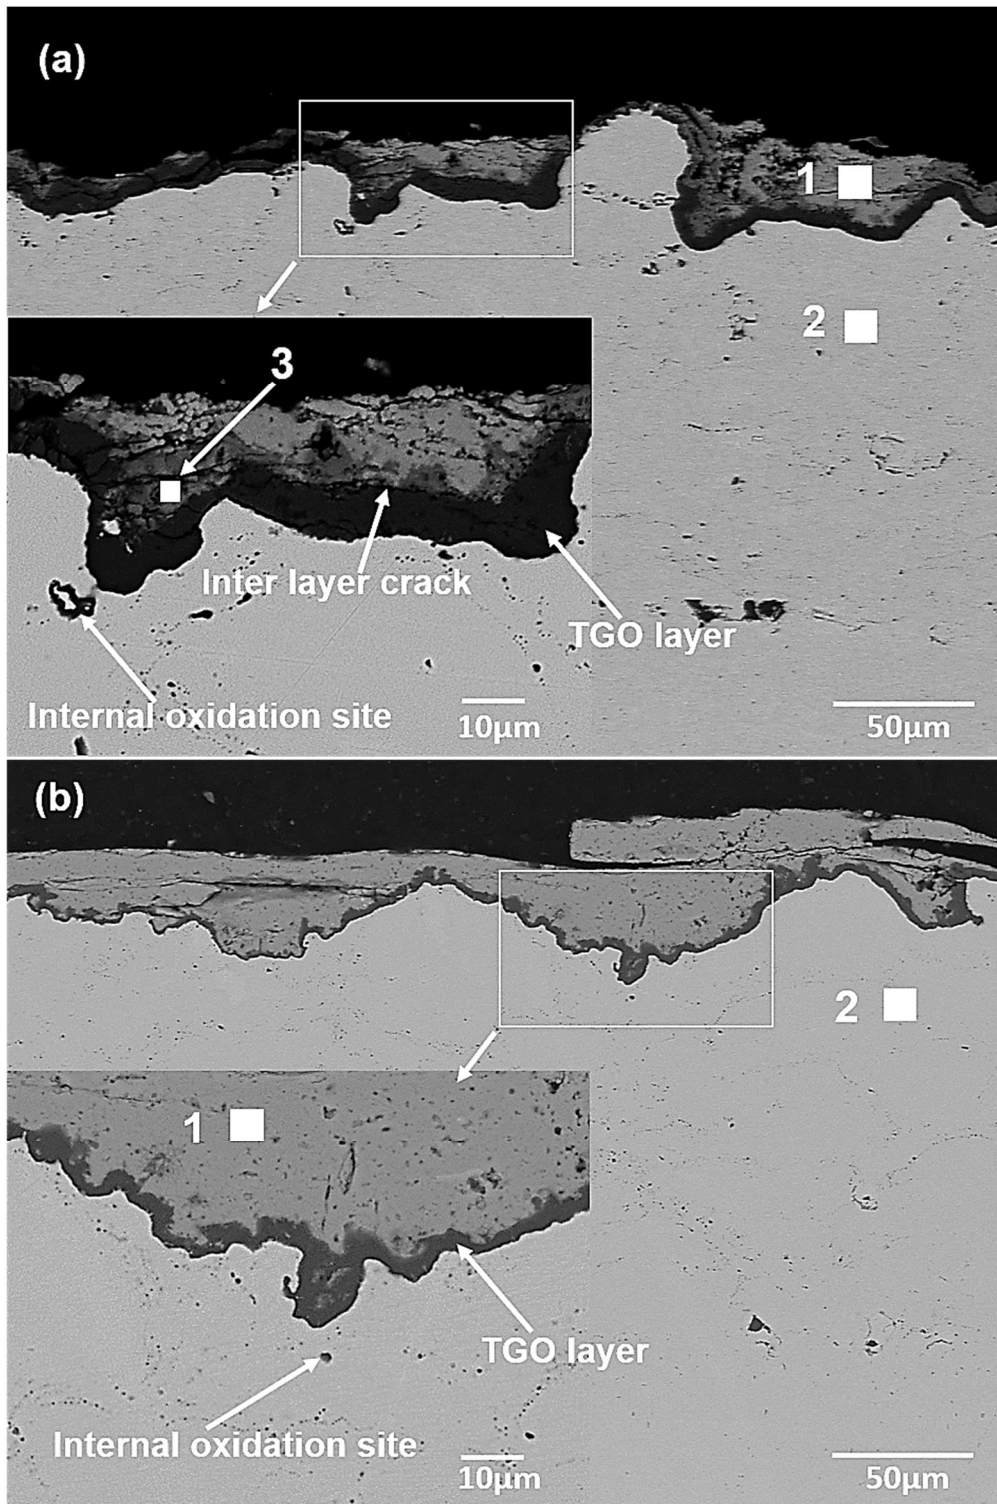 (a)
1
2
3
Inter layer crack
TGO layer
Internal oxidation site
10μm
50μm
(b)
2
1
TGO layer
Internal oxidation site
10μm
50μm